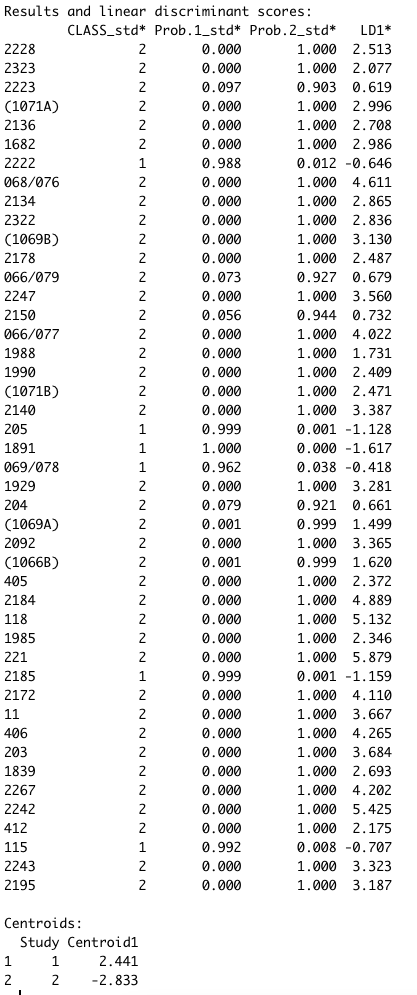 Results and linear discriminant scores:
CLASS_std* Prob.1_std* Prob.2_std* LD1*
2228 2 0.000 1.000 2.513
2323 2 0.000 1.000 2.077
2223 2 0.097 0.903 0.619
(1071A) 2 0.000 1.000 2.996
2136 2 0.000 1.000 2.708
1682 2 0.000 1.000 2.986
2222 1 0.988 0.012 -0.646
068/076 2 0.000 1.000 4.611
2134 2 0.000 1.000 2.865
2322 2 0.000 1.000 2.836
(1069B) 2 0.000 1.000 3.130
2178 2 0.000 1.000 2.487
066/079 2 0.073 0.927 0.679
2247 2 0.000 1.000 3.560
2150 2 0.056 0.944 0.732
066/077 2 0.000 1.000 4.022
1988 2 0.000 1.000 1.731
1990 2 0.000 1.000 2.409
(1071B) 2 0.000 1.000 2.471
2140 2 0.000 1.000 3.387
205 1 0.999 0.001 -1.128
1891 1 1.000 0.000 -1.617
069/078 1 0.962 0.038 -0.418
1929 2 0.000 1.000 3.281
204 2 0.079 0.921 0.661
(1069A) 2 0.001 0.999 1.499
2092 2 0.000 1.000 3.365
(1066B) 2 0.001 0.999 1.620
405 2 0.000 1.000 2.372
2184 2 0.000 1.000 4.889
118 2 0.000 1.000 5.132
1985 2 0.000 1.000 2.346
221 2 0.000 1.000 5.879
2185 1 0.999 0.001 -1.159
2172 2 0.000 1.000 4.110
11 2 0.000 1.000 3.667
406 2 0.000 1.000 4.265
203 2 0.000 1.000 3.684
1839 2 0.000 1.000 2.693
2267 2 0.000 1.000 4.202
2242 2 0.000 1.000 5.425
412 2 0.000 1.000 2.175
115 1 0.992 0.008 -0.707
2243 2 0.000 1.000 3.323
2195 2 0.000 1.000 3.187
Centroids:
Study Centroid1
1 1 2.441
2 2 -2.833